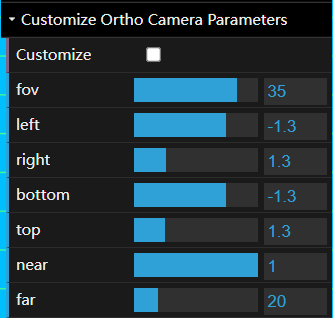 Customize Ortho Camera Parameters
Customize
fov 35
left -1.3
right 1.3
bottom -1.3
top 1.3
near 1
far 20